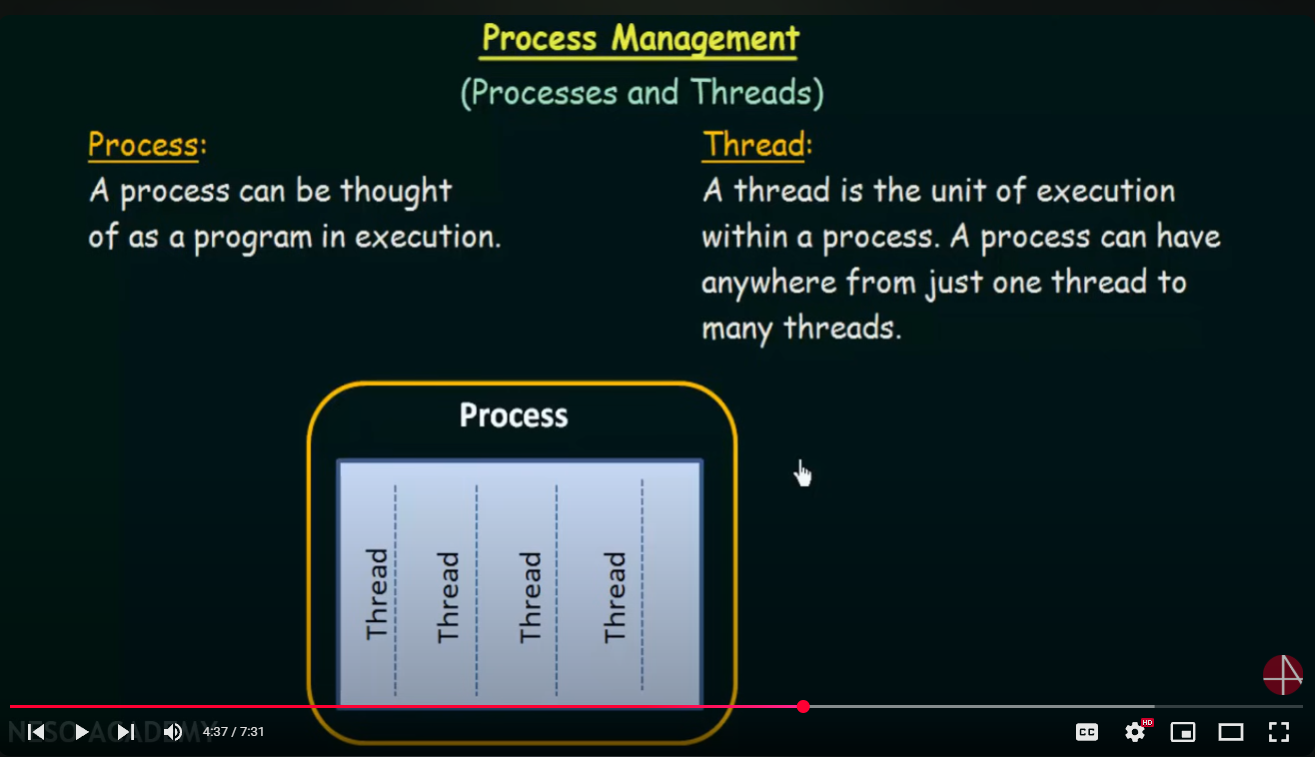 Process Management
(Processes and Threads)
Process:
A process can be thought
of as a program in execution.
Thread:
A thread is the unit of execution
within a process. A process can have
anywhere from just one thread to
many threads.
Process
Thread
Thread
Thread
Thread
NESO ACADEMY
4:37 / 7:31
CC
HD